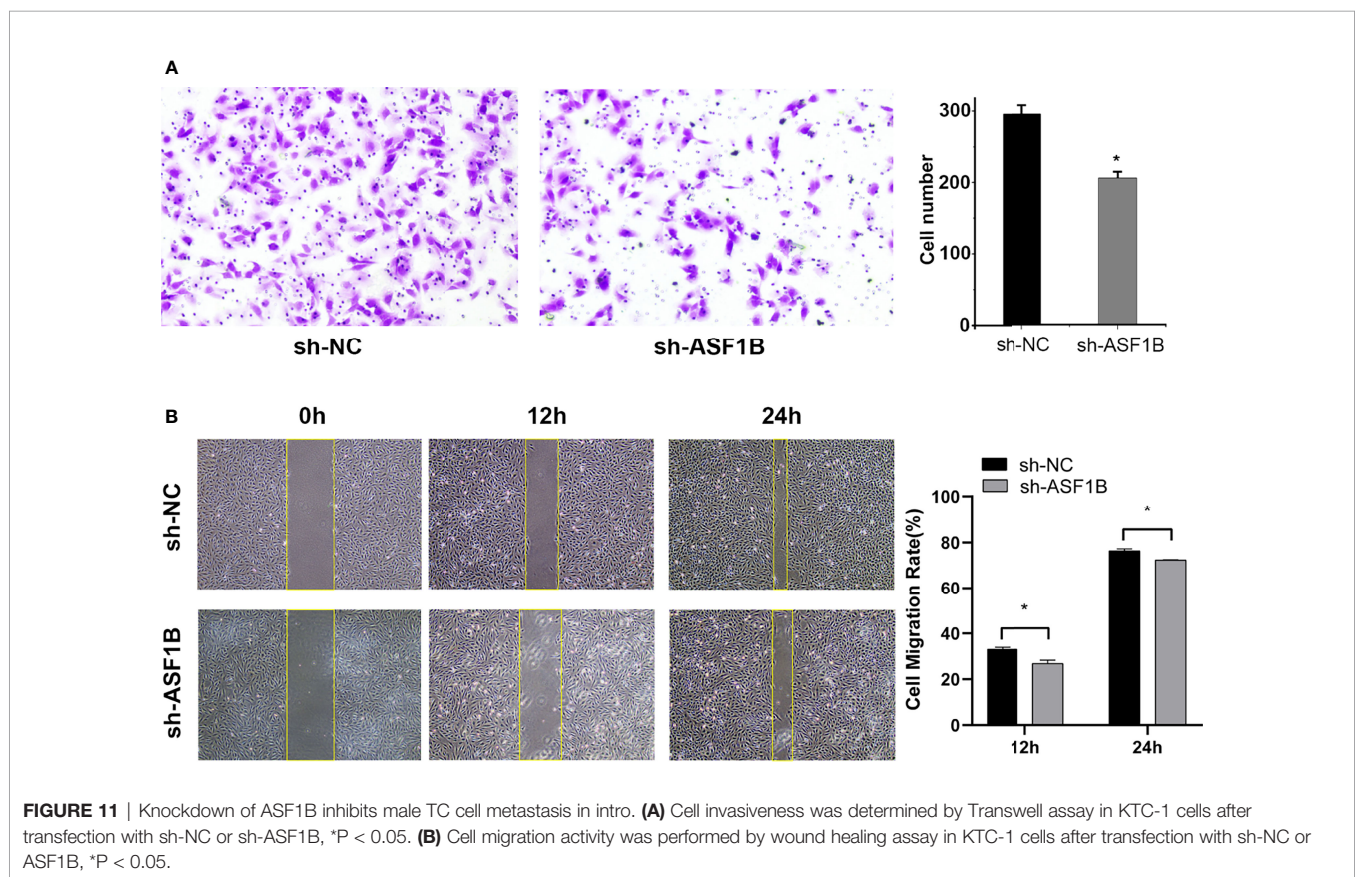 A
300
200
100
0
Cell number
*
sh-NC
sh-ASF1B
sh-NC
sh-ASF1B
B
0h
12h
24h
sh-NC
sh-ASF1B
sh-NC
sh-ASF1B
Cell Migration Rate(%)
100
80
60
40
20
0
*
*
12h
24h
FIGURE 11 | Knockdown of ASF1B inhibits male TC cell metastasis in intro. (A) Cell invasiveness was determined by Transwell assay in KTC-1 cells after
transfection with sh-NC or sh-ASF1B, *P < 0.05. (B) Cell migration activity was performed by wound healing assay in KTC-1 cells after transfection with sh-NC or
ASF1B, *P < 0.05.